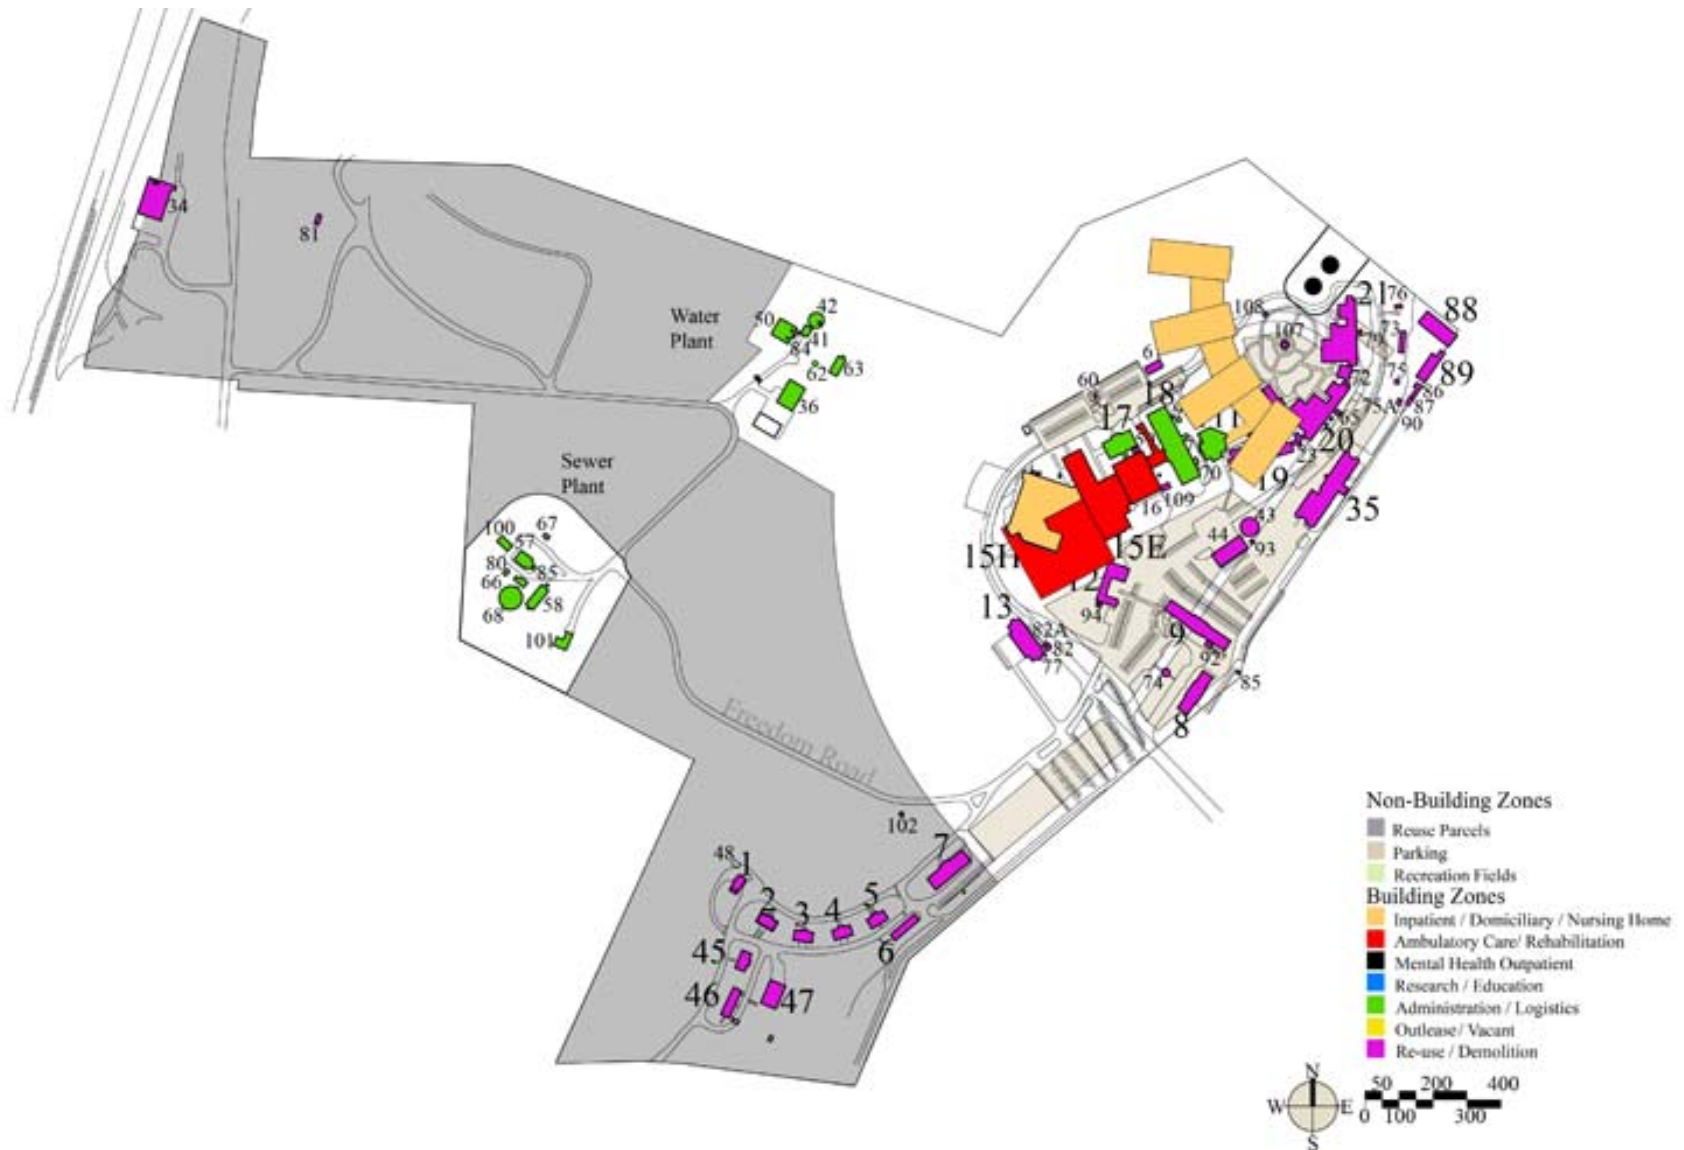 34
81
Water
Plant
50
42
41
84
62
63
36
Sewer
Plant
100
67
57
80
85
66
68
58
101
108
107
21
76
88
73
79
6
60
72
75
89
18
86
17
11
75A
87
65
90
20
23
70
19
109
16
35
43
44
93
15H
15E
12
13
94
82A
82
77
9
92
74
85
8
Freedom Road
102
7
48
1
2
3
4
5
6
45
46
47
Non-Building Zones
Reuse Parcels
Parking
Recreation Fields
Building Zones
Inpatient / Domiciliary / Nursing Home
Ambulatory Care/ Rehabilitation
Mental Health Outpatient
Research / Education
Administration / Logistics
Outlease/ Vacant
Re-use / Demolition
N
W E
S
50 200 400
0 100 300